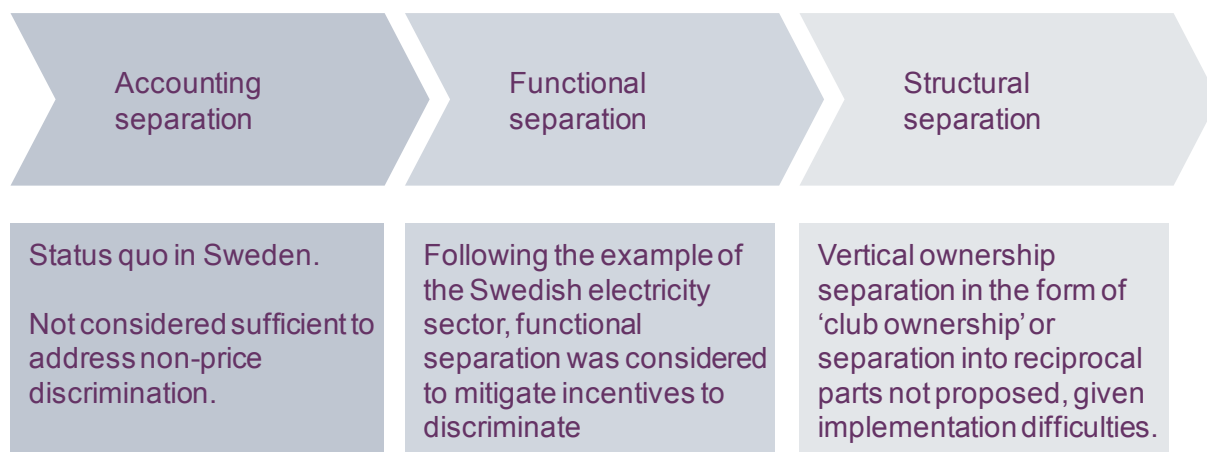 Accounting
separation
Functional
separation
Structural
separation
Status quo in Sweden.
Not considered sufficient to
address non-price
discrimination.
Following the example of
the Swedish electricity
sector, functional
separation was considered
to mitigate incentives to
discriminate
Vertical ownership
separation in the form of
‘club ownership’ or
separation into reciprocal
parts not proposed, given
implementation difficulties.